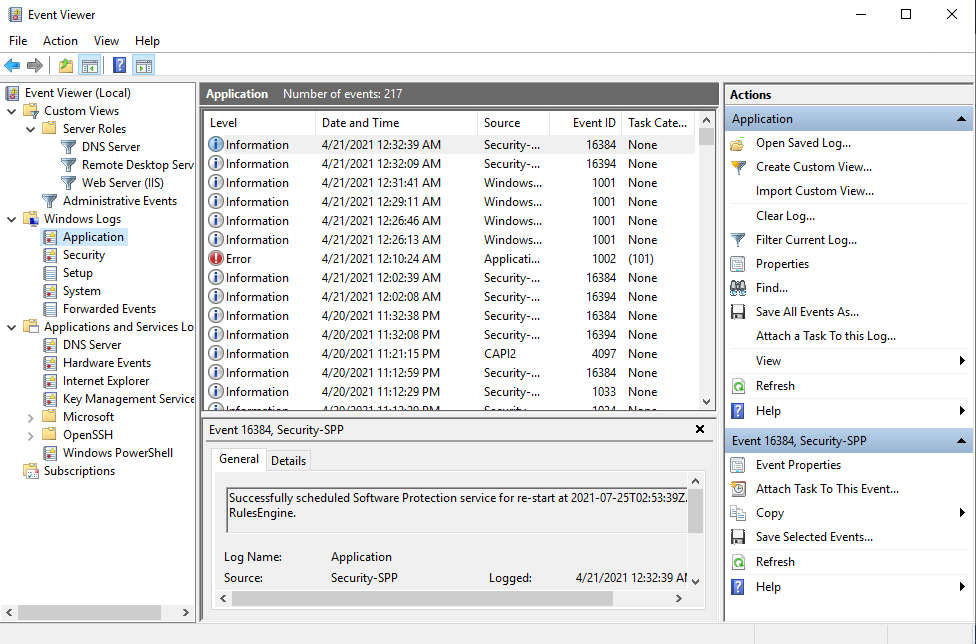 Event Viewer
File Action View Help
Event Viewer (Local)
Custom Views
Server Roles
DNS Server
Remote Desktop Serv
Web Server (IIS)
Administrative Events
Windows Logs
Application
Security
Setup
System
Forwarded Events
Applications and Services Lo
DNS Server
Hardware Events
Internet Explorer
Key Management Service
Microsoft
OpenSSH
Windows PowerShell
Subscriptions
Application Number of events: 217
Level Date and Time Source Event ID Task Cate...
Information 4/21/2021 12:32:39 AM Security-... 16384 None
Information 4/21/2021 12:32:09 AM Security-... 16394 None
Information 4/21/2021 12:31:41 AM Windows... 1001 None
Information 4/21/2021 12:29:11 AM Windows... 1001 None
Information 4/21/2021 12:26:46 AM Windows... 1001 None
Information 4/21/2021 12:26:13 AM Windows... 1001 None
Error 4/21/2021 12:10:24 AM Applicati... 1002 (101)
Information 4/21/2021 12:02:39 AM Security-... 16384 None
Information 4/21/2021 12:02:08 AM Security-... 16394 None
Information 4/20/2021 11:32:38 PM Security-... 16384 None
Information 4/20/2021 11:32:08 PM Security-... 16394 None
Information 4/20/2021 11:21:15 PM CAPI2 4097 None
Information 4/20/2021 11:12:59 PM Security-... 16384 None
Information 4/20/2021 11:12:29 PM Security-... 1033 None
Event 16384, Security-SPP
General Details
Successfully scheduled Software Protection service for re-start at 2021-07-25T02:53:39Z.
RulesEngine.
Log Name: Application
Source: Security-SPP Logged: 4/21/2021 12:32:39 AM
Actions
Application
Open Saved Log...
Create Custom View...
Import Custom View...
Clear Log...
Filter Current Log...
Properties
Find...
Save All Events As...
Attach a Task To this Log...
View
Refresh
Help
Event 16384, Security-SPP
Event Properties
Attach Task To This Event...
Copy
Save Selected Events...
Refresh
Help